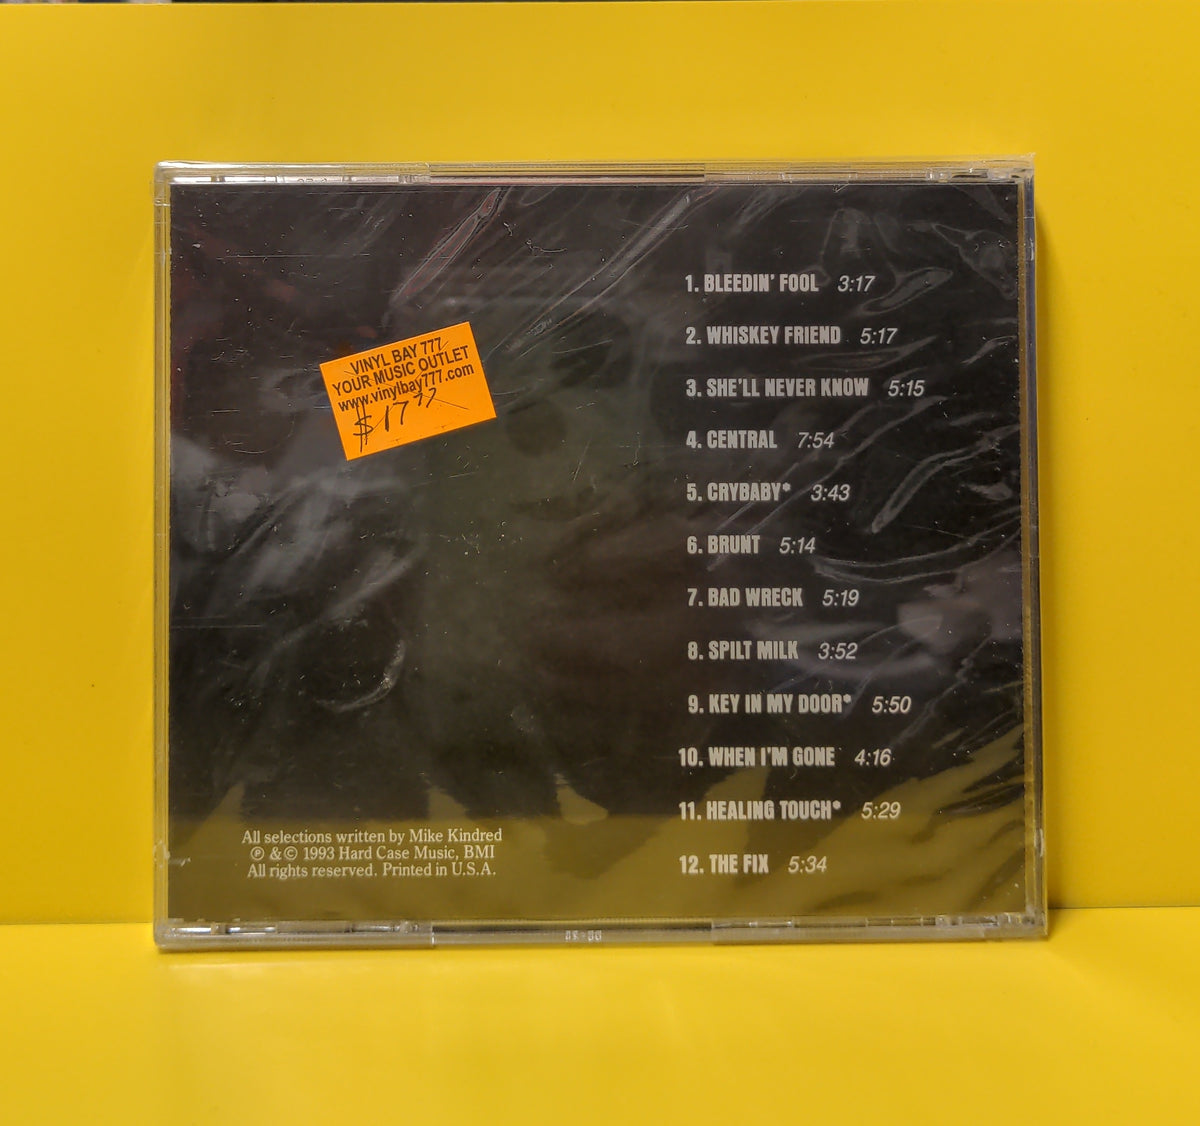 VINYL BAY 777
YOUR MUSIC OUTLET
www.vinylbay777.com
$17
1. BLEEDIN' FOOL 3:17
2. WHISKEY FRIEND 5:17
3. SHE'LL NEVER KNOW 5:15
4. CENTRAL 7:54
5. CRYBABY* 3:43
6. BRUNT 5:14
7. BAD WRECK 5:19
8. SPILT MILK 3:52
9. KEY IN MY DOOR* 5:50
10. WHEN I'M GONE 4:16
11. HEALING TOUCH* 5:29
12. THE FIX 5:34
All selections written by Mike Kindred
℗ & © 1993 Hard Case Music, BMI
All rights reserved. Printed in U.S.A.